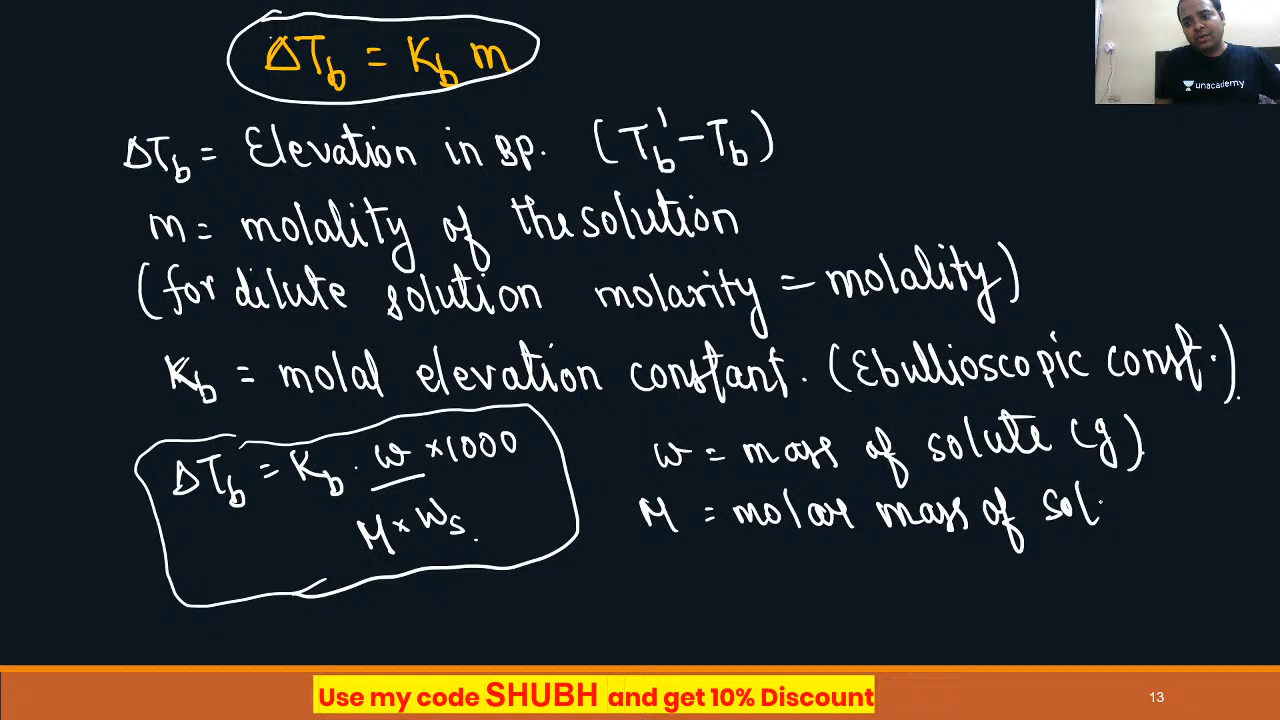 ΔT_b = K_b m
unacademy
ΔT_b = Elevation in BP. (T_b' - T_b)
m = molality of the solution
(for dilute solution molarity = molality)
K_b = molal elevation constant. (Ebullioscopic const.)
ΔT_b = K_b . w × 1000
M × W_s.
w = mass of solute (g)
M = molar mass of sol.
Use my code SHUBH and get 10% Discount
13